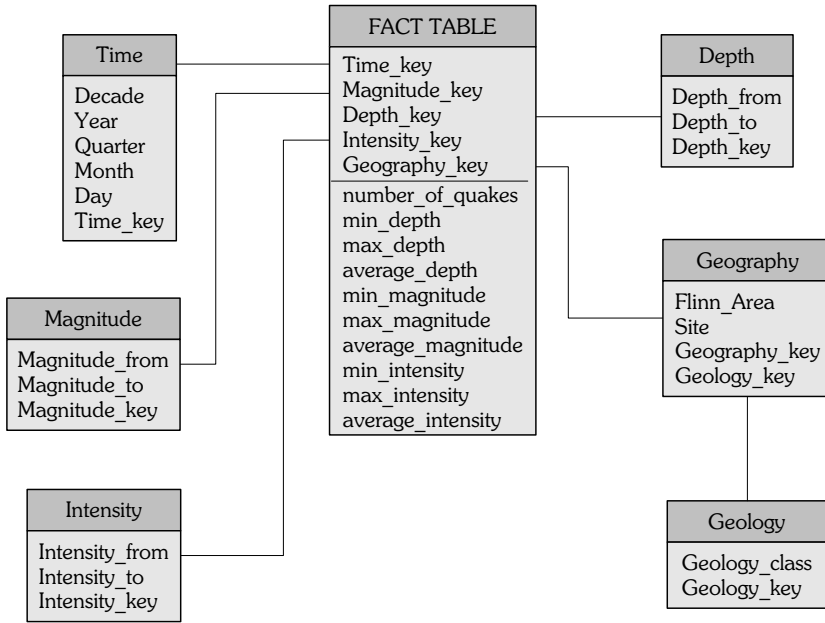 FACT TABLE
Time_key
Magnitude_key
Depth_key
Intensity_key
Geography_key
number_of_quakes
min_depth
max_depth
average_depth
min_magnitude
max_magnitude
average_magnitude
min_intensity
max_intensity
average_intensity
Time
Decade
Year
Quarter
Month
Day
Time_key
Magnitude
Magnitude_from
Magnitude_to
Magnitude_key
Intensity
Intensity_from
Intensity_to
Intensity_key
Depth
Depth_from
Depth_to
Depth_key
Geography
Flinn_Area
Site
Geography_key
Geology_key
Geology
Geology_class
Geology_key